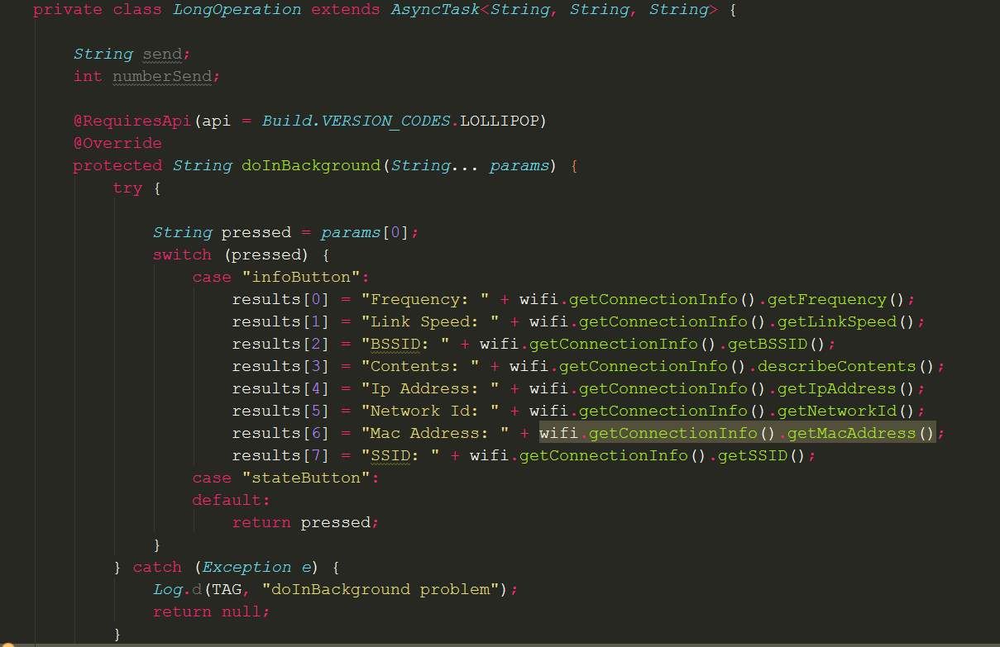 private class LongOperation extends AsyncTask<String, String, String> {
String send;
int numberSend;
@RequiresApi(api = Build.VERSION_CODES.LOLLIPOP)
@Override
protected String doInBackground(String... params) {
try {
String pressed = params[0];
switch (pressed) {
case "infoButton":
results[0] = "Frequency: " + wifi.getConnectionInfo().getFrequency();
results[1] = "Link Speed: " + wifi.getConnectionInfo().getLinkSpeed();
results[2] = "BSSID: " + wifi.getConnectionInfo().getBSSID();
results[3] = "Contents: " + wifi.getConnectionInfo().describeContents();
results[4] = "Ip Address: " + wifi.getConnectionInfo().getIpAddress();
results[5] = "Network Id: " + wifi.getConnectionInfo().getNetworkId();
results[6] = "Mac Address: " + wifi.getConnectionInfo().getMacAddress();
results[7] = "SSID: " + wifi.getConnectionInfo().getSSID();
case "stateButton":
default:
return pressed;
}
} catch (Exception e) {
Log.d(TAG, "doInBackground problem");
return null;
}